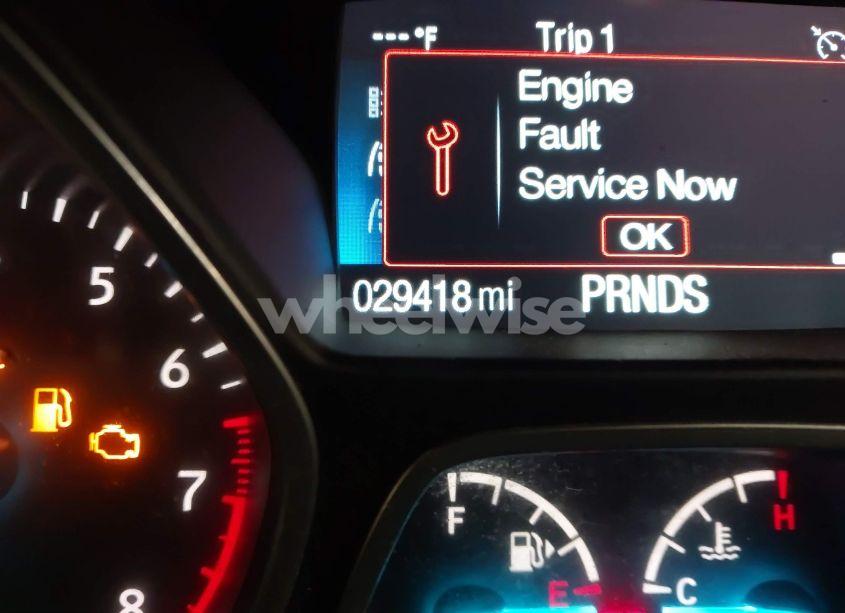 --- °F Trip 1
Engine
Fault
Service Now
OK
029418 mi PRNDS
wheelwise
5
6
7
8
F
E
H
C